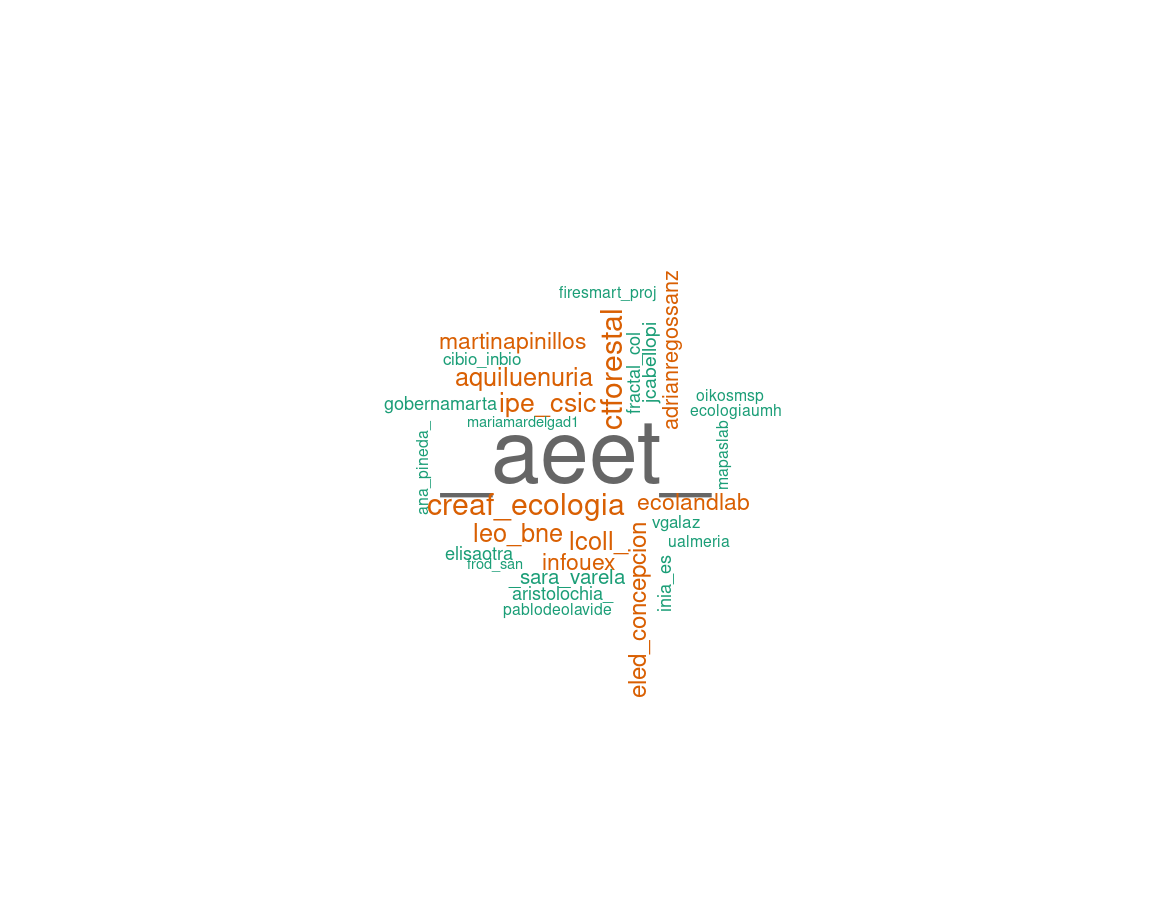 firesmart_proj
adrianregossanz
ctfforestal
fractal_col
jcabellopi
martinapinillos
cibio_inbio
aquiluenuria
gobernamarta
ipe_csic
oikosmsp
ecologiaumh
mariamardelgad1
_aeet_
ana_pineda_
mapaslab
creaf_ecologia
ecolandlab
vgalaz
leo_bne
lcoll_
ualmeria
elisaotra
frod_san
infouex
_sara_varela
aristolochia_
pablodeolavide
eled_concepcion
inia_es